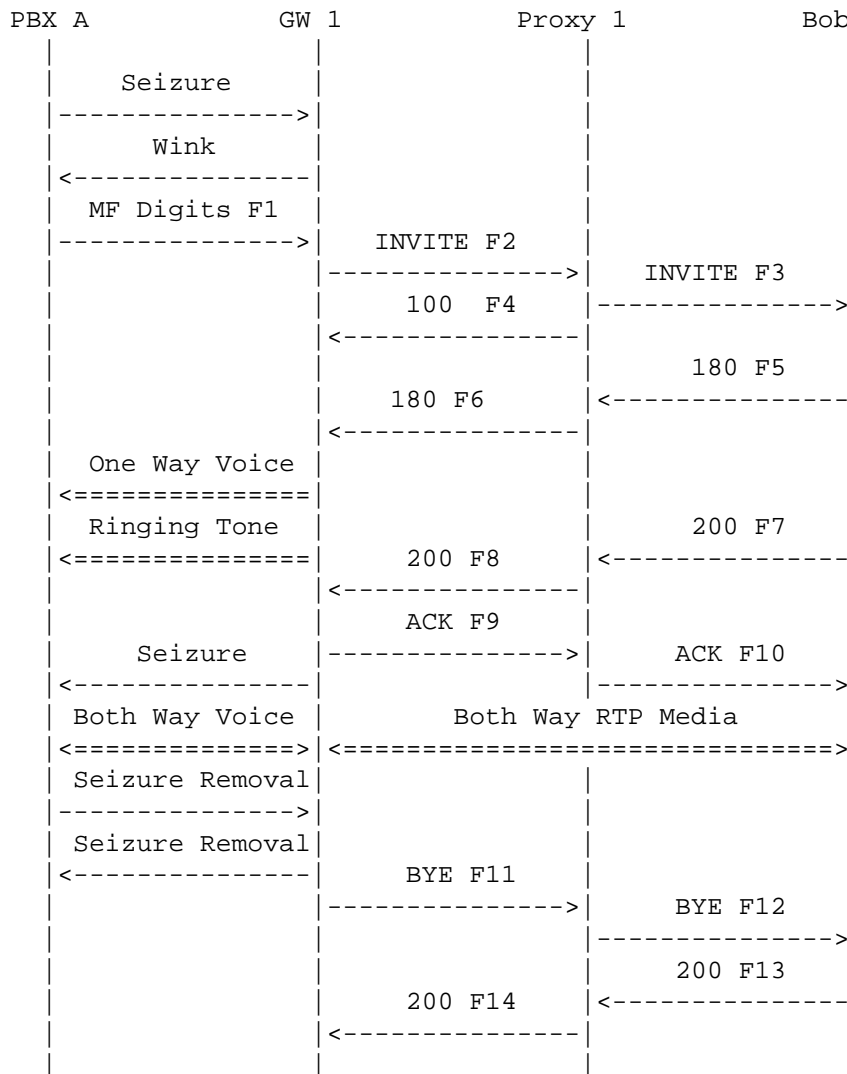 PBX A GW 1 Proxy 1 Bob
Seizure
Wink
MF Digits F1
INVITE F2
INVITE F3
100 F4
180 F5
180 F6
One Way Voice
Ringing Tone 200 F7
200 F8
ACK F9
Seizure ACK F10
Both Way Voice Both Way RTP Media
Seizure Removal
Seizure Removal
BYE F11
BYE F12
200 F13
200 F14